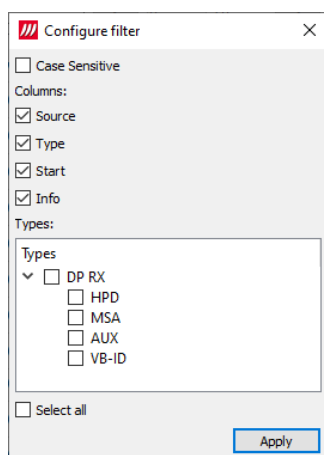 Configure filter
Case Sensitive
Columns:
Source
Type
Start
Info
Types:
Types
DP RX
HPD
MSA
AUX
VB-ID
Select all
Apply